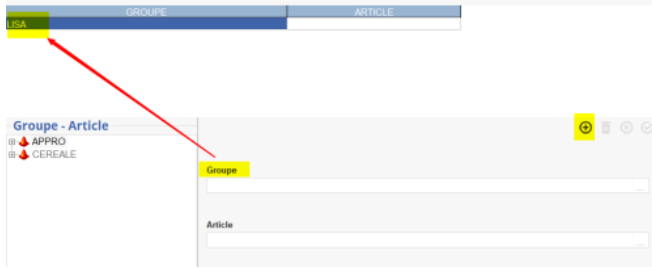 GROUPE ARTICLE
LISA
Groupe - Article
APPRO
CEREALE
Groupe
...
Article
...